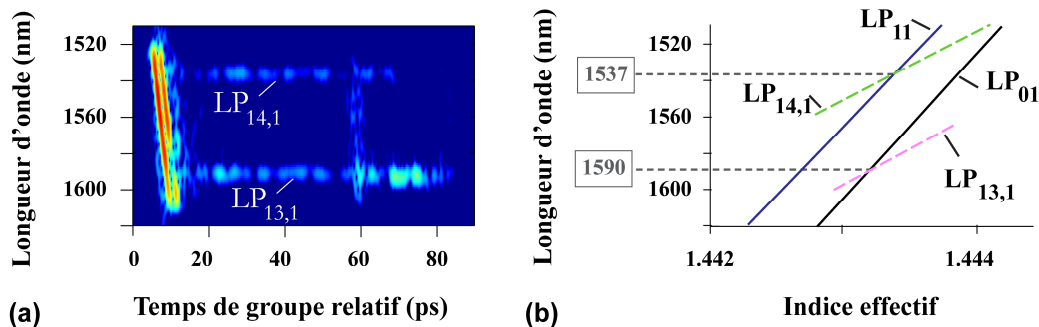 Longueur d'onde (nm)
1520
1560
1600
LP14,1
LP13,1
0
20
40
60
80
(a)
Temps de groupe relatif (ps)
Longueur d'onde (nm)
1520
1560
1600
1537
1590
LP11
LP14,1
LP01
LP13,1
1.442
1.444
(b)
Indice effectif